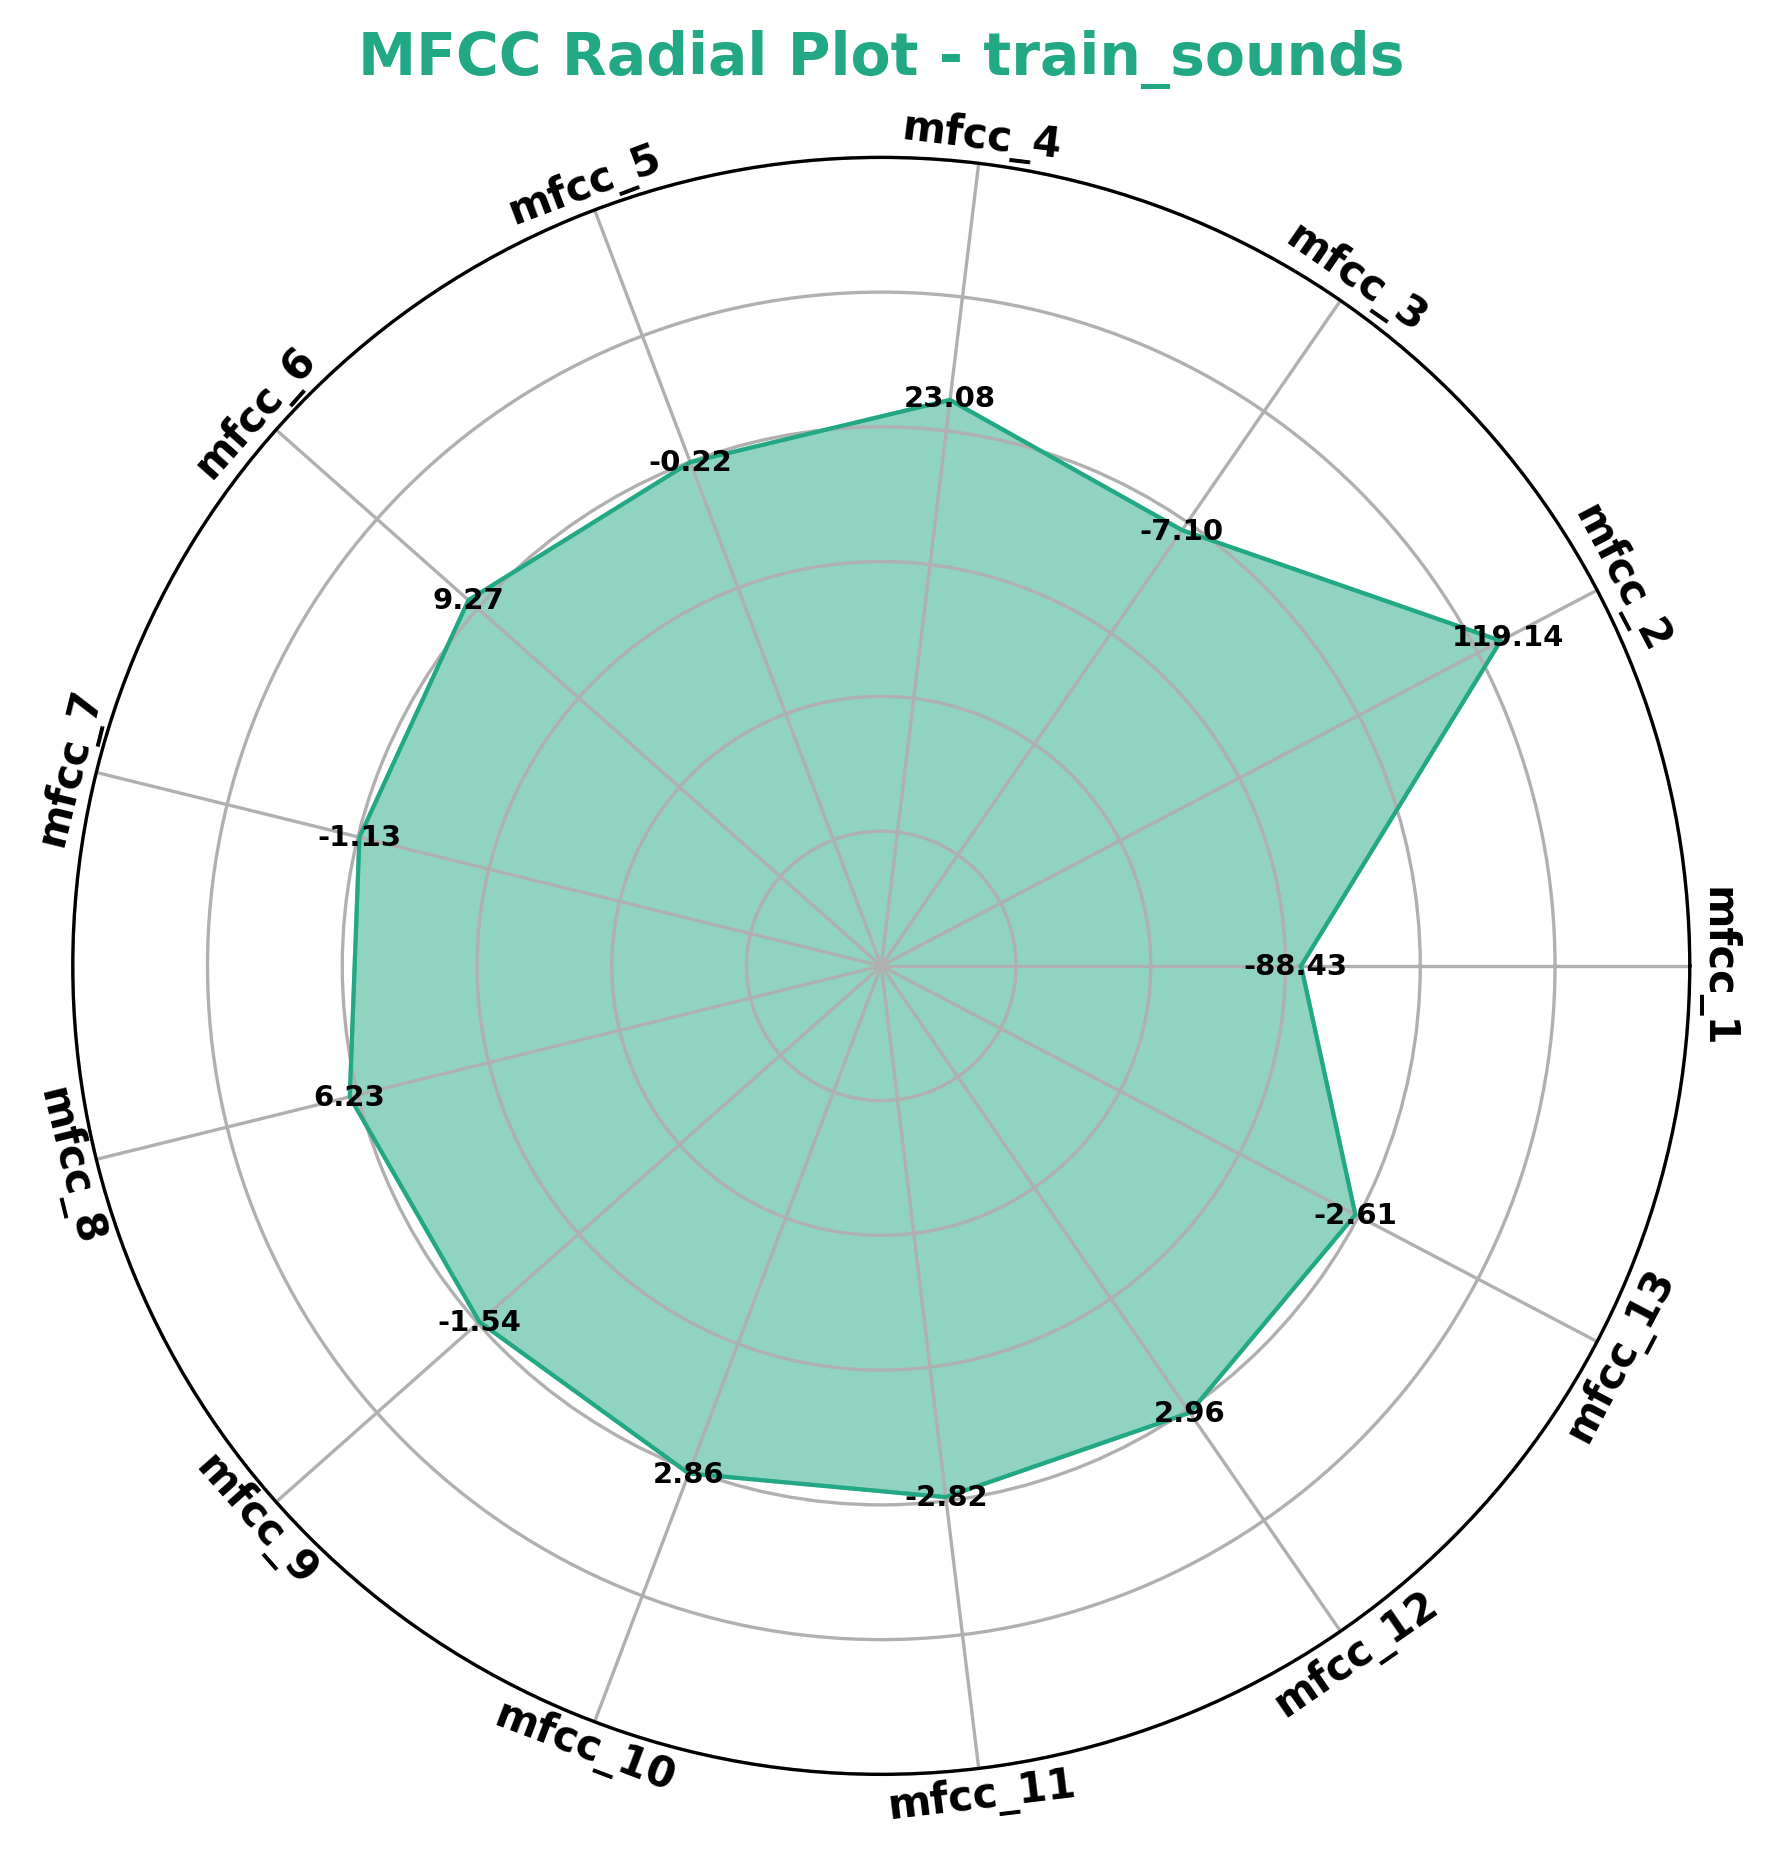 MFCC Radial Plot - train_sounds
mfcc_4
mfcc_5
mfcc_3
mfcc_6
23.08
-0.22
-7.10
mfcc_2
9.27
119.14
mfcc_7
-1.13
mfcc_1
-88.43
6.23
mfcc_8
-2.61
-1.54
mfcc_13
2.96
2.86
-2.82
mfcc_9
mfcc_12
mfcc_10
mfcc_11